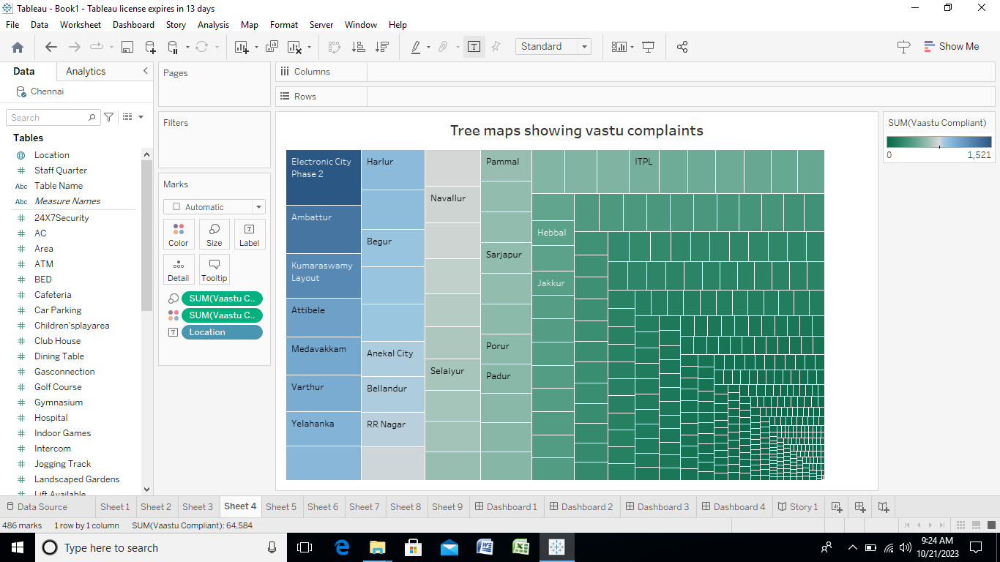 Tableau - Book1 - Tableau license expires in 13 days
File Data Worksheet Dashboard Story Analysis Map Format Server Window Help
Standard
Show Me
Data Analytics
Chennai
Search
Tables
Location
Staff Quarter
Abc Table Name
Abc Measure Names
24X7Security
AC
Area
ATM
BED
Cafeteria
Car Parking
Children'splayarea
Club House
Dining Table
Gasconnection
Golf Course
Gymnasium
Hospital
Indoor Games
Intercom
Jogging Track
Landscaped Gardens
Lift Available
Pages
Filters
Marks
Automatic
Color Size Label
Detail Tooltip
SUM(Vaastu C..
SUM(Vaastu C..
Location
Columns
Rows
Tree maps showing vastu complaints
Electronic City
Phase 2
Ambattur
Kumaraswamy
Layout
Attibele
Medavakkam
Varthur
Yelahanka
Harlur
Begur
Anekal City
Bellandur
RR Nagar
Navallur
Selaiyur
Pammal
Sarjapur
Porur
Padur
Hebbal
Jakkur
ITPL
SUM(Vaastu Compliant)
0 1,521
Data Source Sheet 1 Sheet 2 Sheet 3 Sheet 4 Sheet 5 Sheet 6 Sheet 7 Sheet 8 Sheet 9 Dashboard 1 Dashboard 2 Dashboard 3 Dashboard 4 Story 1
486 marks 1 row by 1 column SUM(Vaastu Compliant): 64,584
Type here to search
9:24 AM
10/21/2023